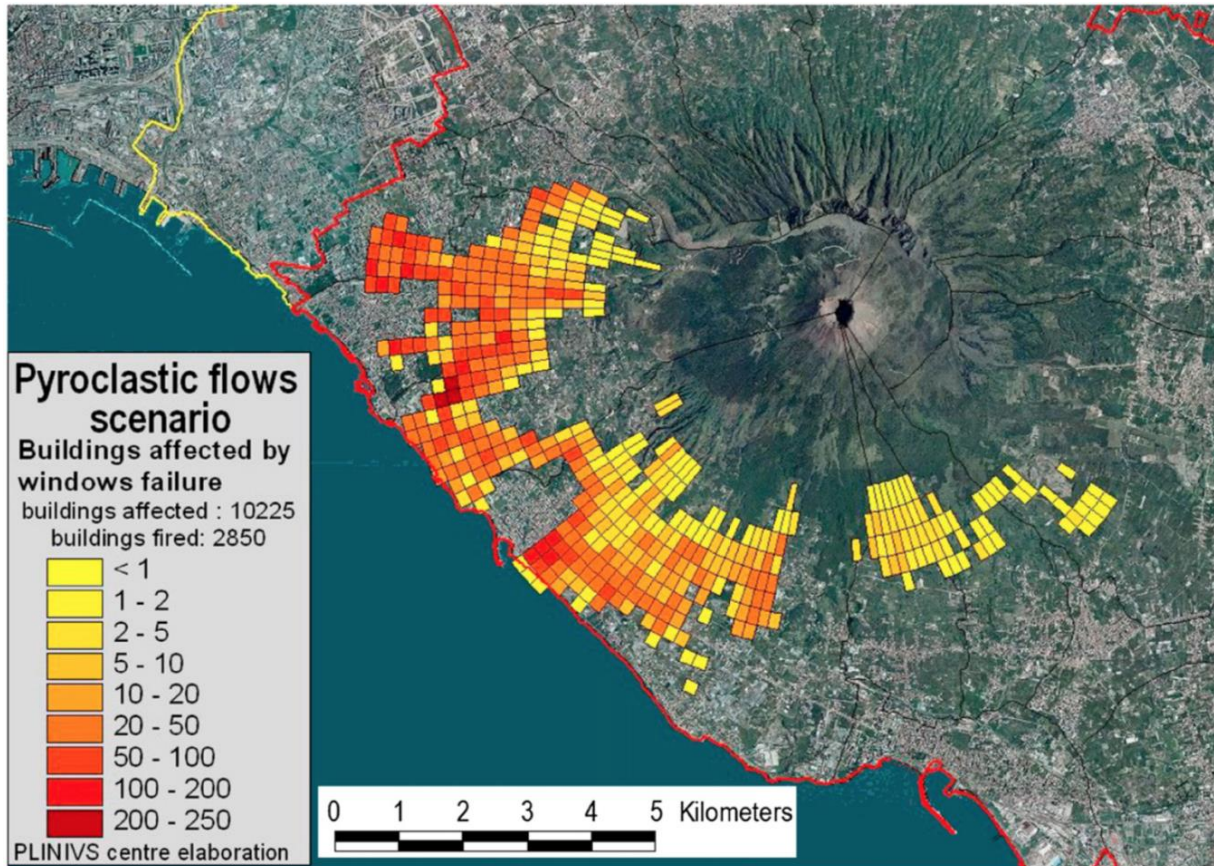 Pyroclastic flows
scenario
Buildings affected by
windows failure
buildings affected : 10225
buildings fired: 2850
< 1
1 - 2
2 - 5
5 - 10
10 - 20
20 - 50
50 - 100
100 - 200
200 - 250
PLINIVS centre elaboration
0 1 2 3 4 5 Kilometers